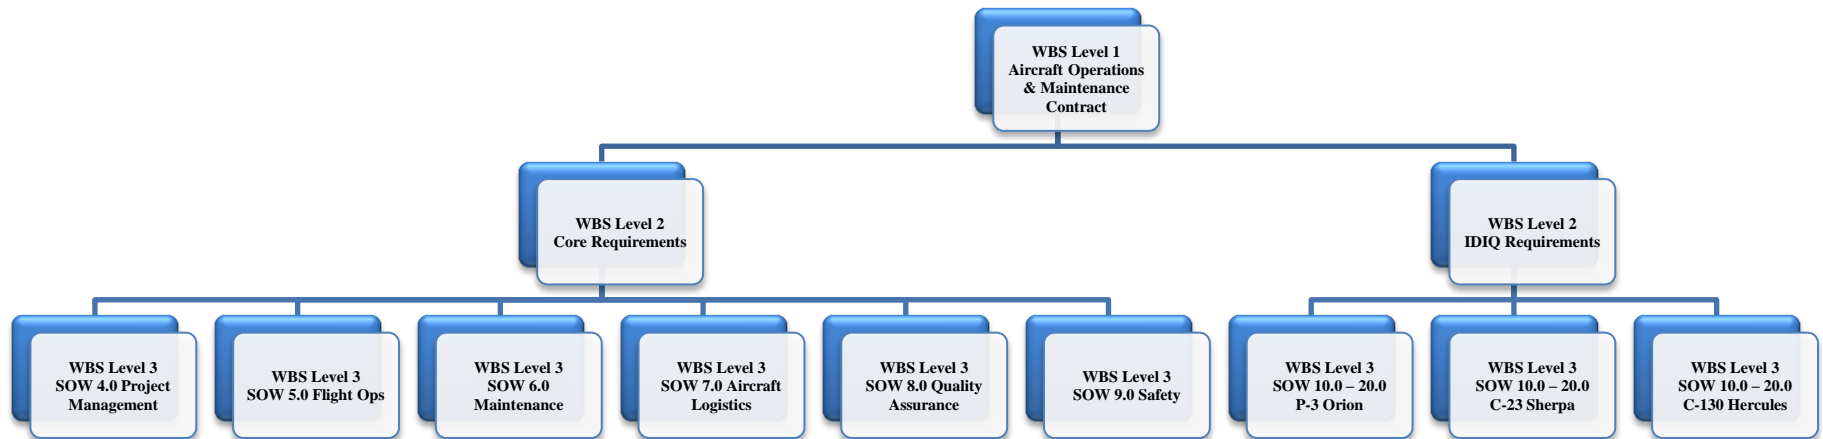 WBS Level 1
Aircraft Operations
& Maintenance
Contract
WBS Level 2
Core Requirements
WBS Level 2
IDIQ Requirements
WBS Level 3
SOW 4.0 Project
Management
WBS Level 3
SOW 5.0 Flight Ops
WBS Level 3
SOW 6.0
Maintenance
WBS Level 3
SOW 7.0 Aircraft
Logistics
WBS Level 3
SOW 8.0 Quality
Assurance
WBS Level 3
SOW 9.0 Safety
WBS Level 3
SOW 10.0 – 20.0
P-3 Orion
WBS Level 3
SOW 10.0 – 20.0
C-23 Sherpa
WBS Level 3
SOW 10.0 – 20.0
C-130 Hercules